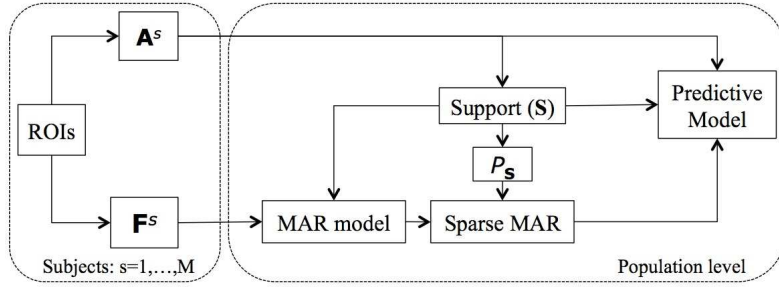 A^s
ROIs
F^s
Subjects: s=1,…,M
Support (S)
P_S
MAR model
Sparse MAR
Predictive
Model
Population level